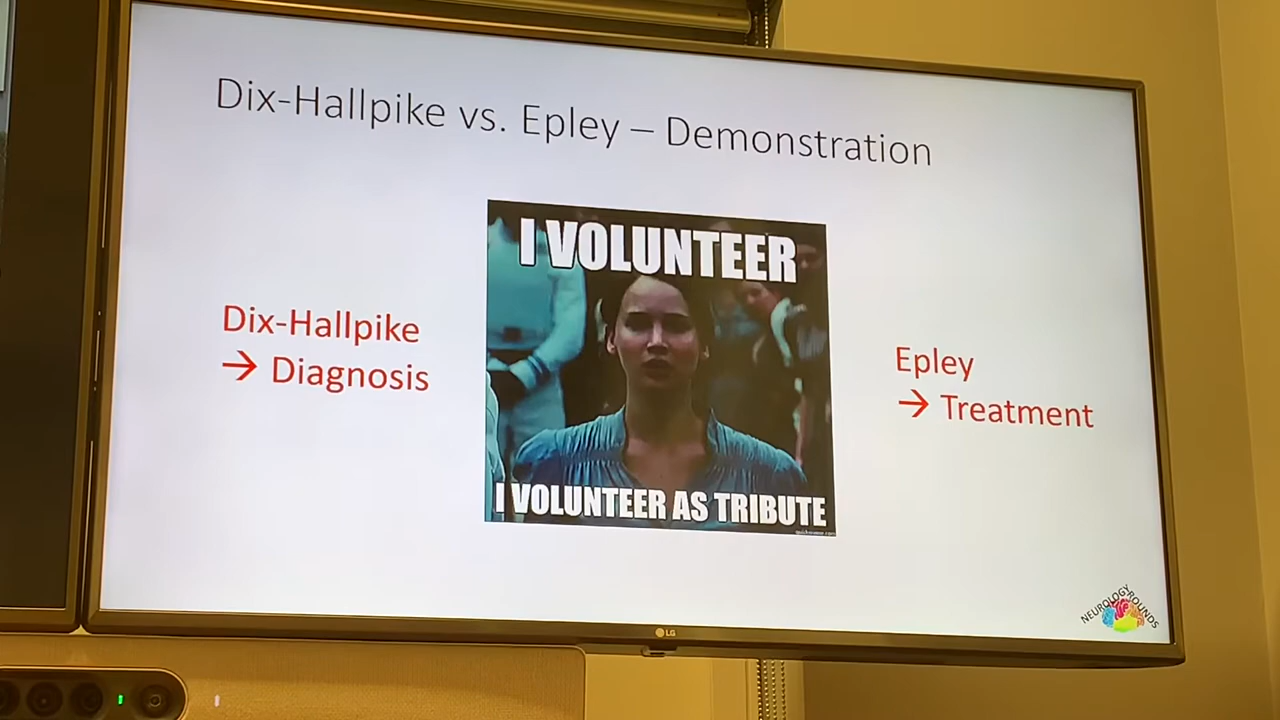 Dix-Hallpike vs. Epley – Demonstration
I VOLUNTEER
Dix-Hallpike
→ Diagnosis
Epley
→ Treatment
I VOLUNTEER AS TRIBUTE
NEUROLOGY ROUNDS
LG